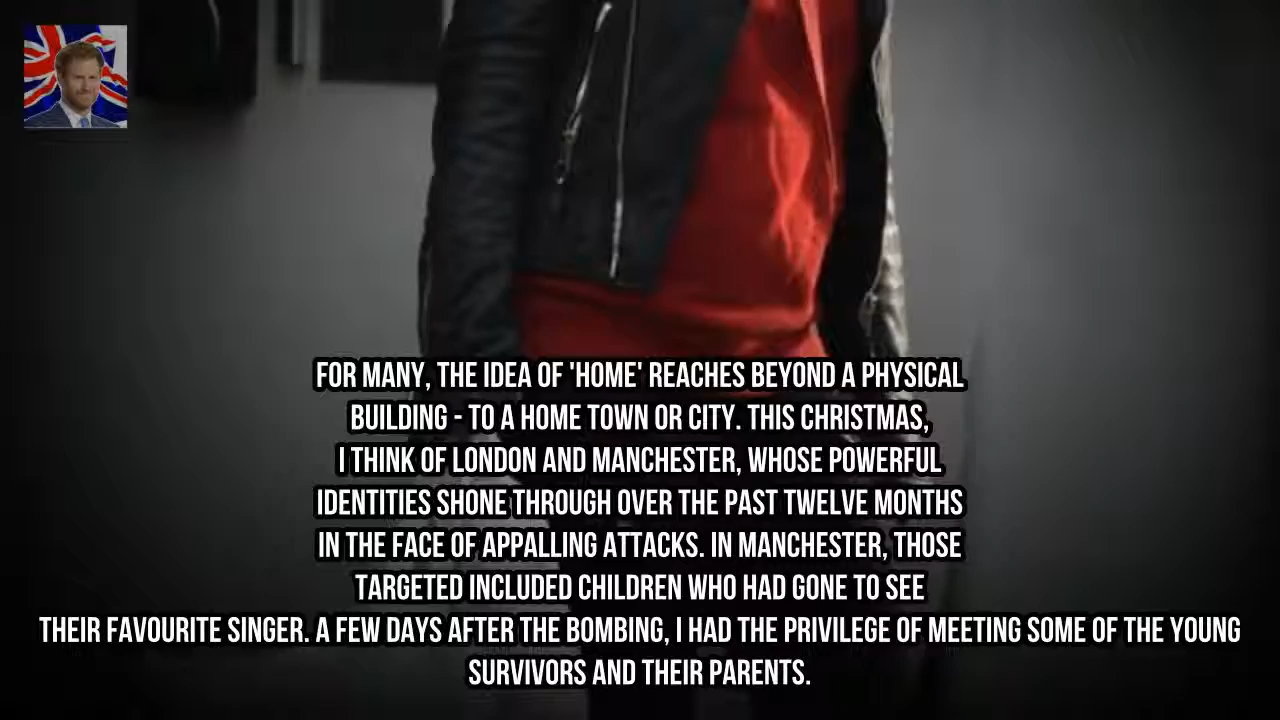 FOR MANY, THE IDEA OF 'HOME' REACHES BEYOND A PHYSICAL
BUILDING - TO A HOME TOWN OR CITY. THIS CHRISTMAS,
I THINK OF LONDON AND MANCHESTER, WHOSE POWERFUL
IDENTITIES SHONE THROUGH OVER THE PAST TWELVE MONTHS
IN THE FACE OF APPALLING ATTACKS. IN MANCHESTER, THOSE
TARGETED INCLUDED CHILDREN WHO HAD GONE TO SEE
THEIR FAVOURITE SINGER. A FEW DAYS AFTER THE BOMBING, I HAD THE PRIVILEGE OF MEETING SOME OF THE YOUNG
SURVIVORS AND THEIR PARENTS.